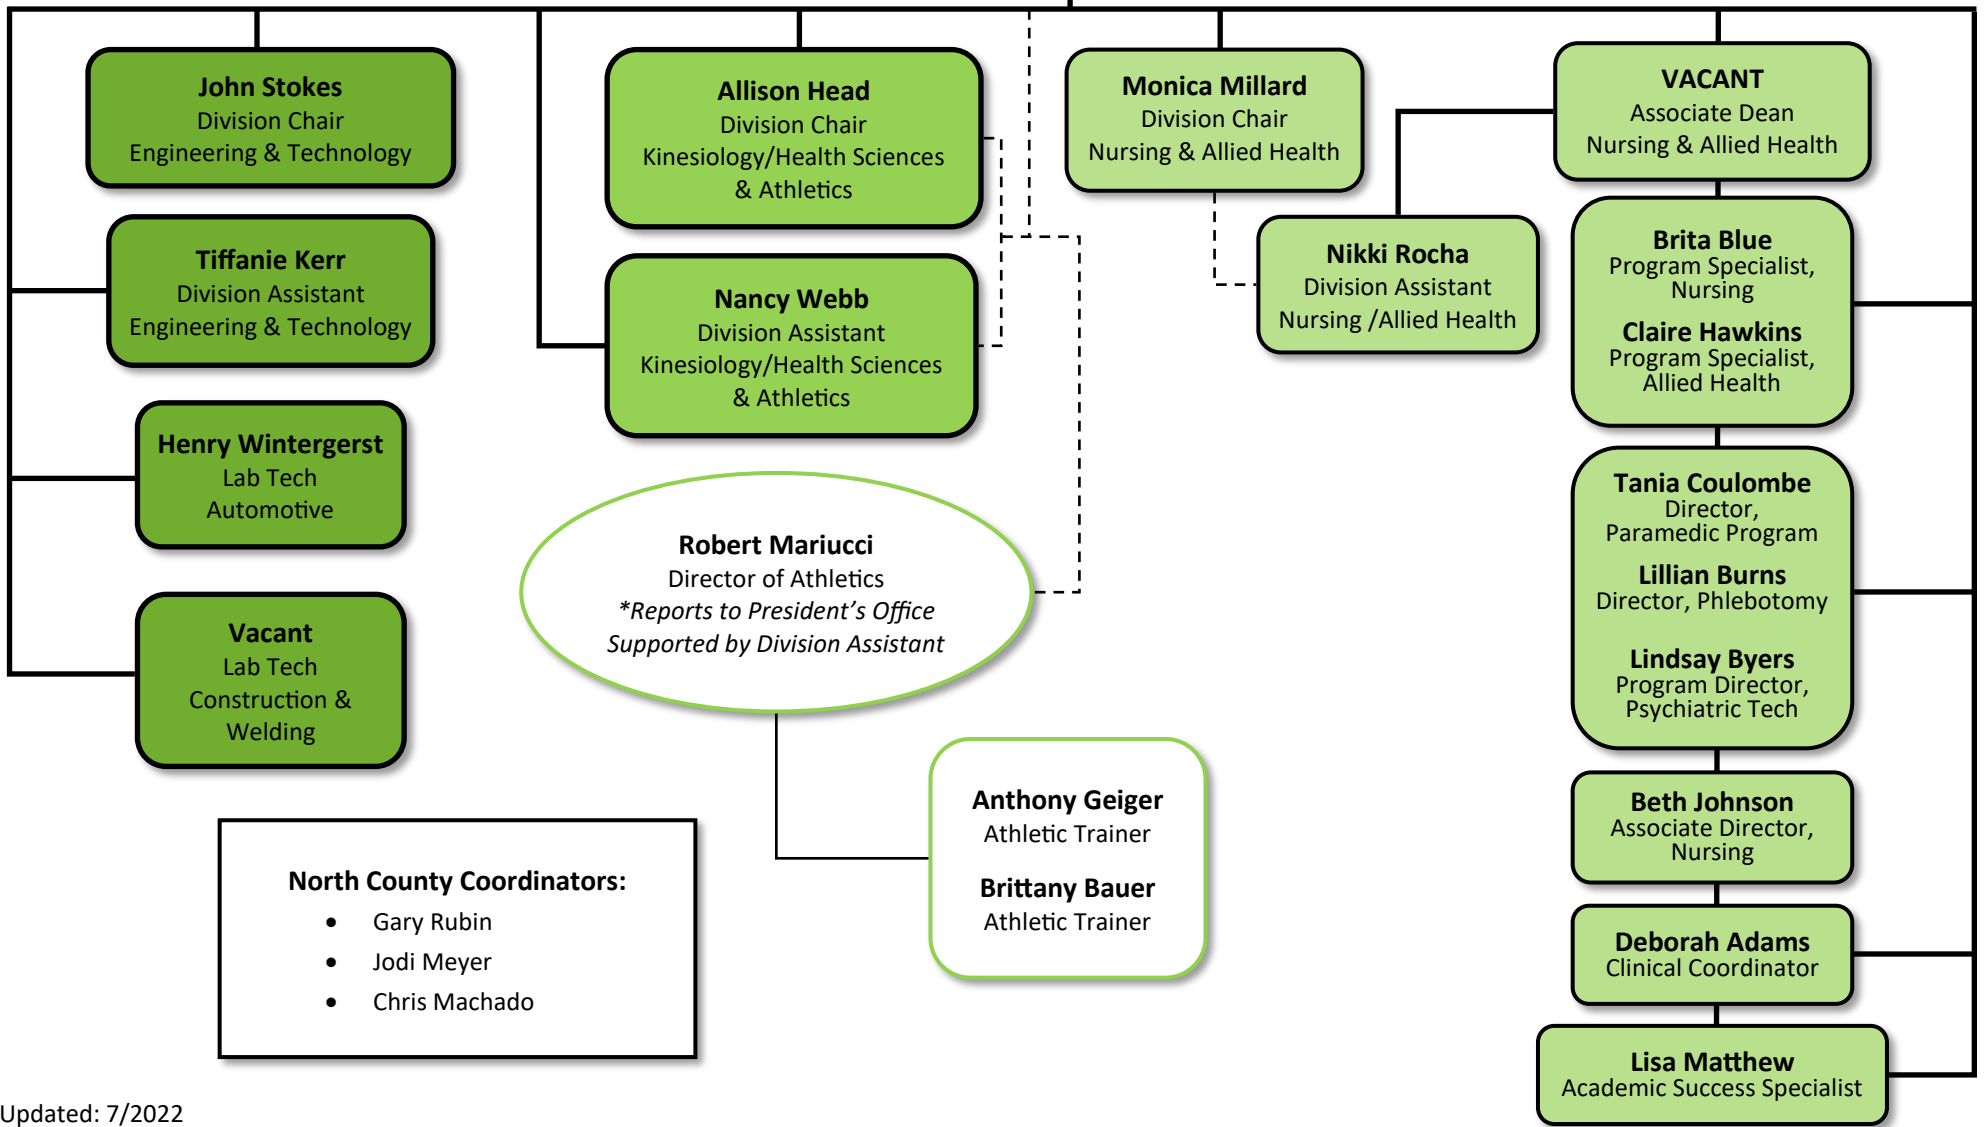 John Stokes
Division Chair
Engineering & Technology
Tiffanie Kerr
Division Assistant
Engineering & Technology
Henry Wintergerst
Lab Tech
Automotive
Vacant
Lab Tech
Construction &
Welding
Allison Head
Division Chair
Kinesiology/Health Sciences
& Athletics
Nancy Webb
Division Assistant
Kinesiology/Health Sciences
& Athletics
Robert Mariucci
Director of Athletics
*Reports to President’s Office
Supported by Division Assistant
Anthony Geiger
Athletic Trainer
Brittany Bauer
Athletic Trainer
North County Coordinators:
• Gary Rubin
• Jodi Meyer
• Chris Machado
Monica Millard
Division Chair
Nursing & Allied Health
Nikki Rocha
Division Assistant
Nursing /Allied Health
VACANT
Associate Dean
Nursing & Allied Health
Brita Blue
Program Specialist,
Nursing
Claire Hawkins
Program Specialist,
Allied Health
Tania Coulombe
Director,
Paramedic Program
Lillian Burns
Director, Phlebotomy
Lindsay Byers
Program Director,
Psychiatric Tech
Beth Johnson
Associate Director,
Nursing
Deborah Adams
Clinical Coordinator
Lisa Matthew
Academic Success Specialist
Updated: 7/2022